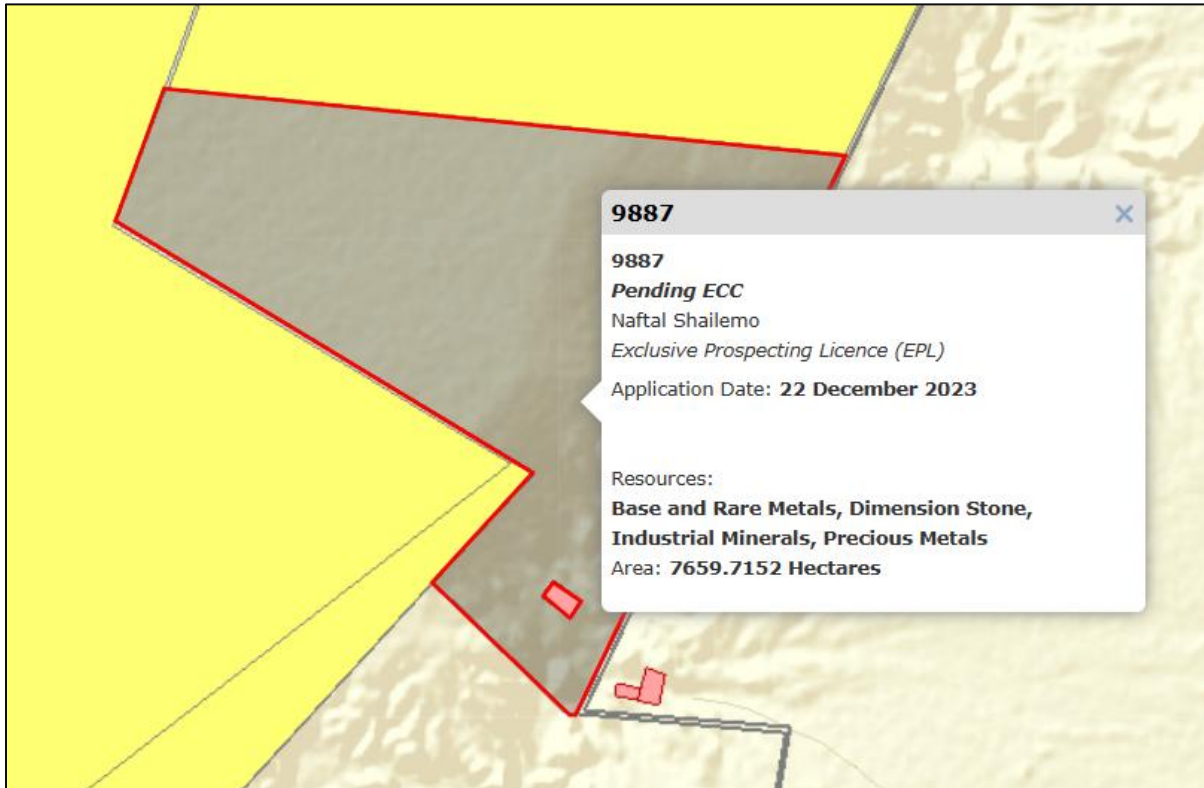 9887
9887
Pending ECC
Naftal Shailemo
Exclusive Prospecting Licence (EPL)
Application Date: 22 December 2023
Resources:
Base and Rare Metals, Dimension Stone,
Industrial Minerals, Precious Metals
Area: 7659.7152 Hectares